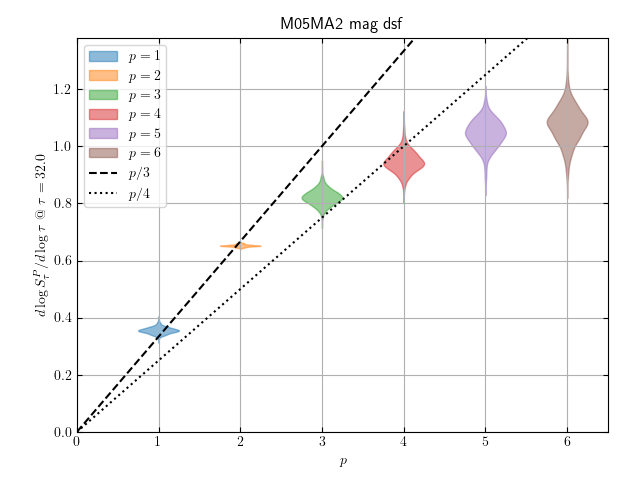 M05MA2 mag dsf
p = 1
p = 2
p = 3
p = 4
p = 5
p = 6
p/3
p/4
d log S_τ^P / d log τ @ τ = 32.0
1.2
1.0
0.8
0.6
0.4
0.2
0.0
0 1 2 3 4 5 6
p